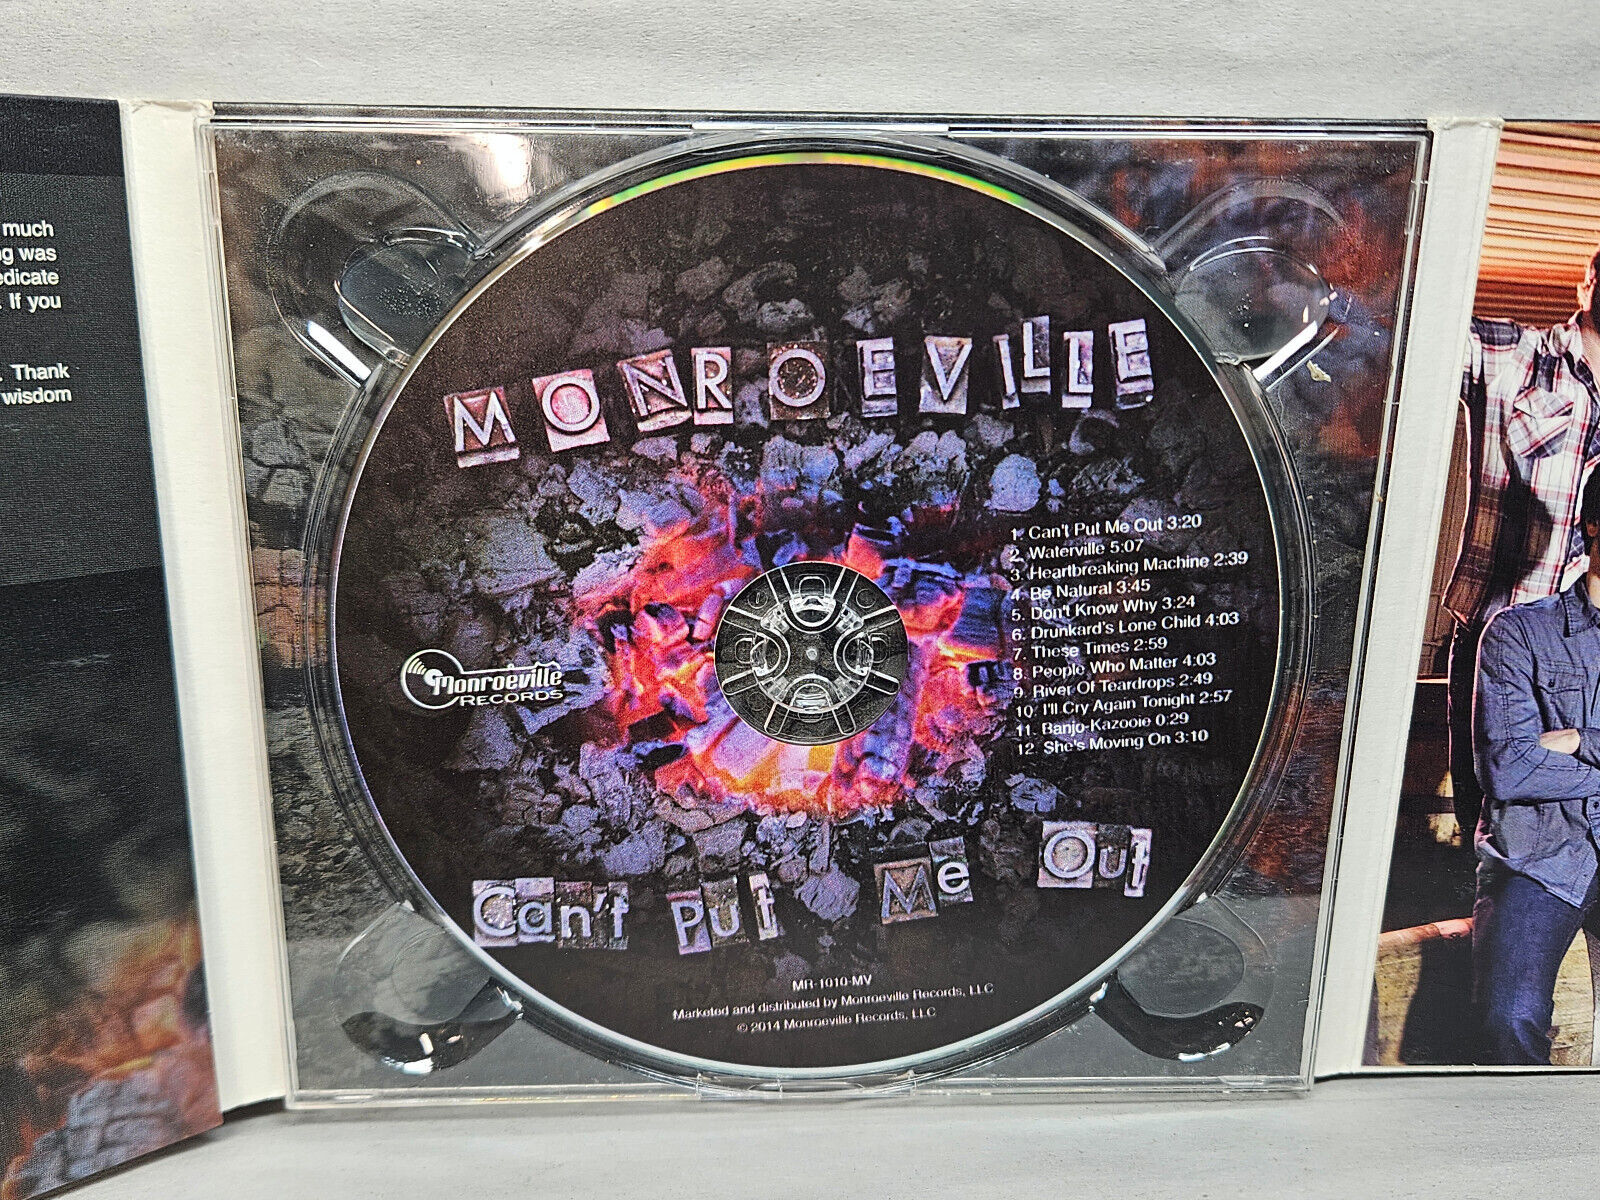 much
ng was
edicate
. If you
. Thank
wisdom
MONROEVILLE
1. Can't Put Me Out 3:20
2. Waterville 5:07
3. Heartbreaking Machine 2:39
4. Be Natural 3:45
5. Don't Know Why 3:24
6. Drunkard's Lone Child 4:03
7. These Times 2:59
8. People Who Matter 4:03
9. River Of Teardrops 2:49
10. I'll Cry Again Tonight 2:57
11. Banjo-Kazooie 0:29
12. She's Moving On 3:10
Monroeville
RECORDS
Can't Put Me Out
MR-1010-MV
Marketed and distributed by Monroeville Records, LLC
© 2014 Monroeville Records, LLC